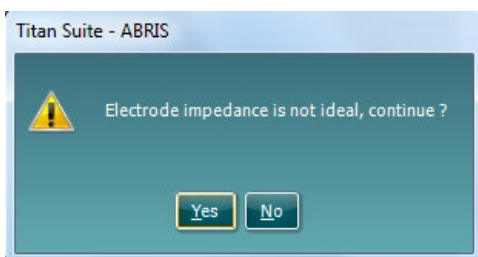 Titan Suite - ABRIS
Electrode impedance is not ideal, continue ?
Yes No